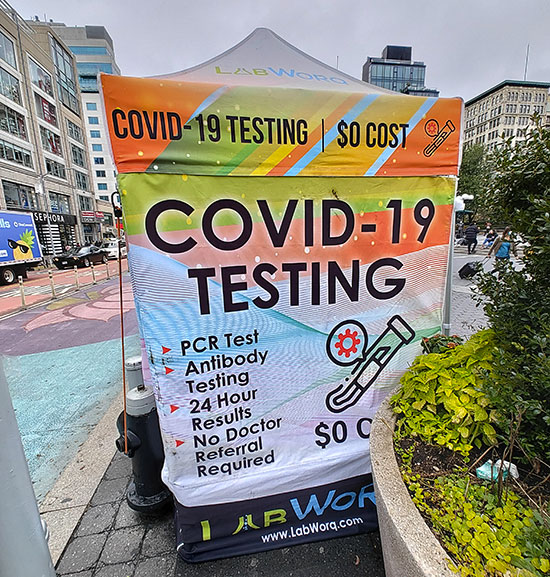 LABWORQ
COVID-19 TESTING | $0 COST
SEPHORA
COVID-19
TESTING
PCR Test
Antibody
Testing
24 Hour
Results
No Doctor
Referral
Required
$0
LABWOR
www.LabWorq.com